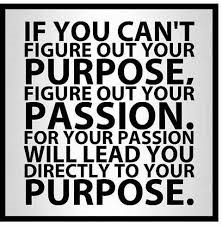 IF YOU CAN'T
FIGURE OUT YOUR
PURPOSE,
FIGURE OUT YOUR
PASSION.
FOR YOUR PASSION
WILL LEAD YOU
DIRECTLY TO YOUR
PURPOSE.